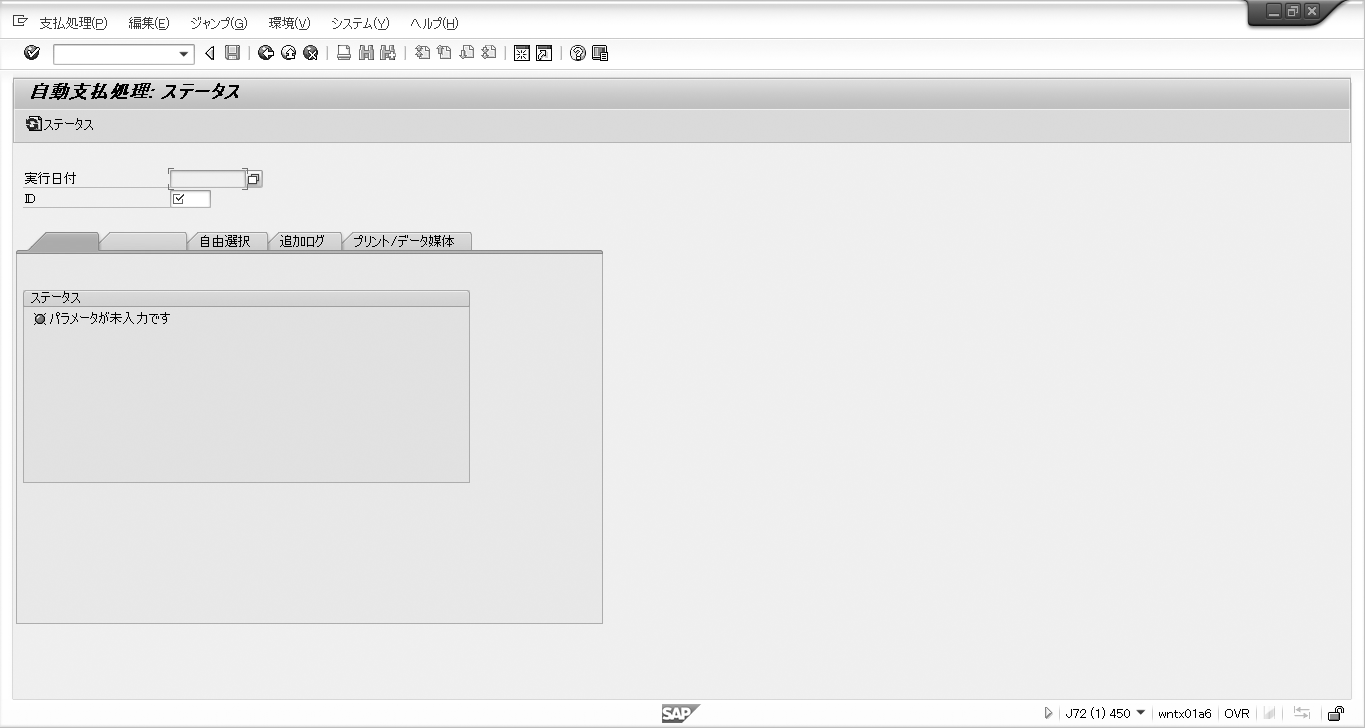 支払処理(P) 編集(E) ジャンプ(G) 環境(V) システム(Y) ヘルプ(H)
自動支払処理: ステータス
ステータス
実行日付
ID
自由選択 追加ログ プリント/データ媒体
ステータス
パラメータが未入力です
SAP J72 (1) 450 wntx01a6 OVR